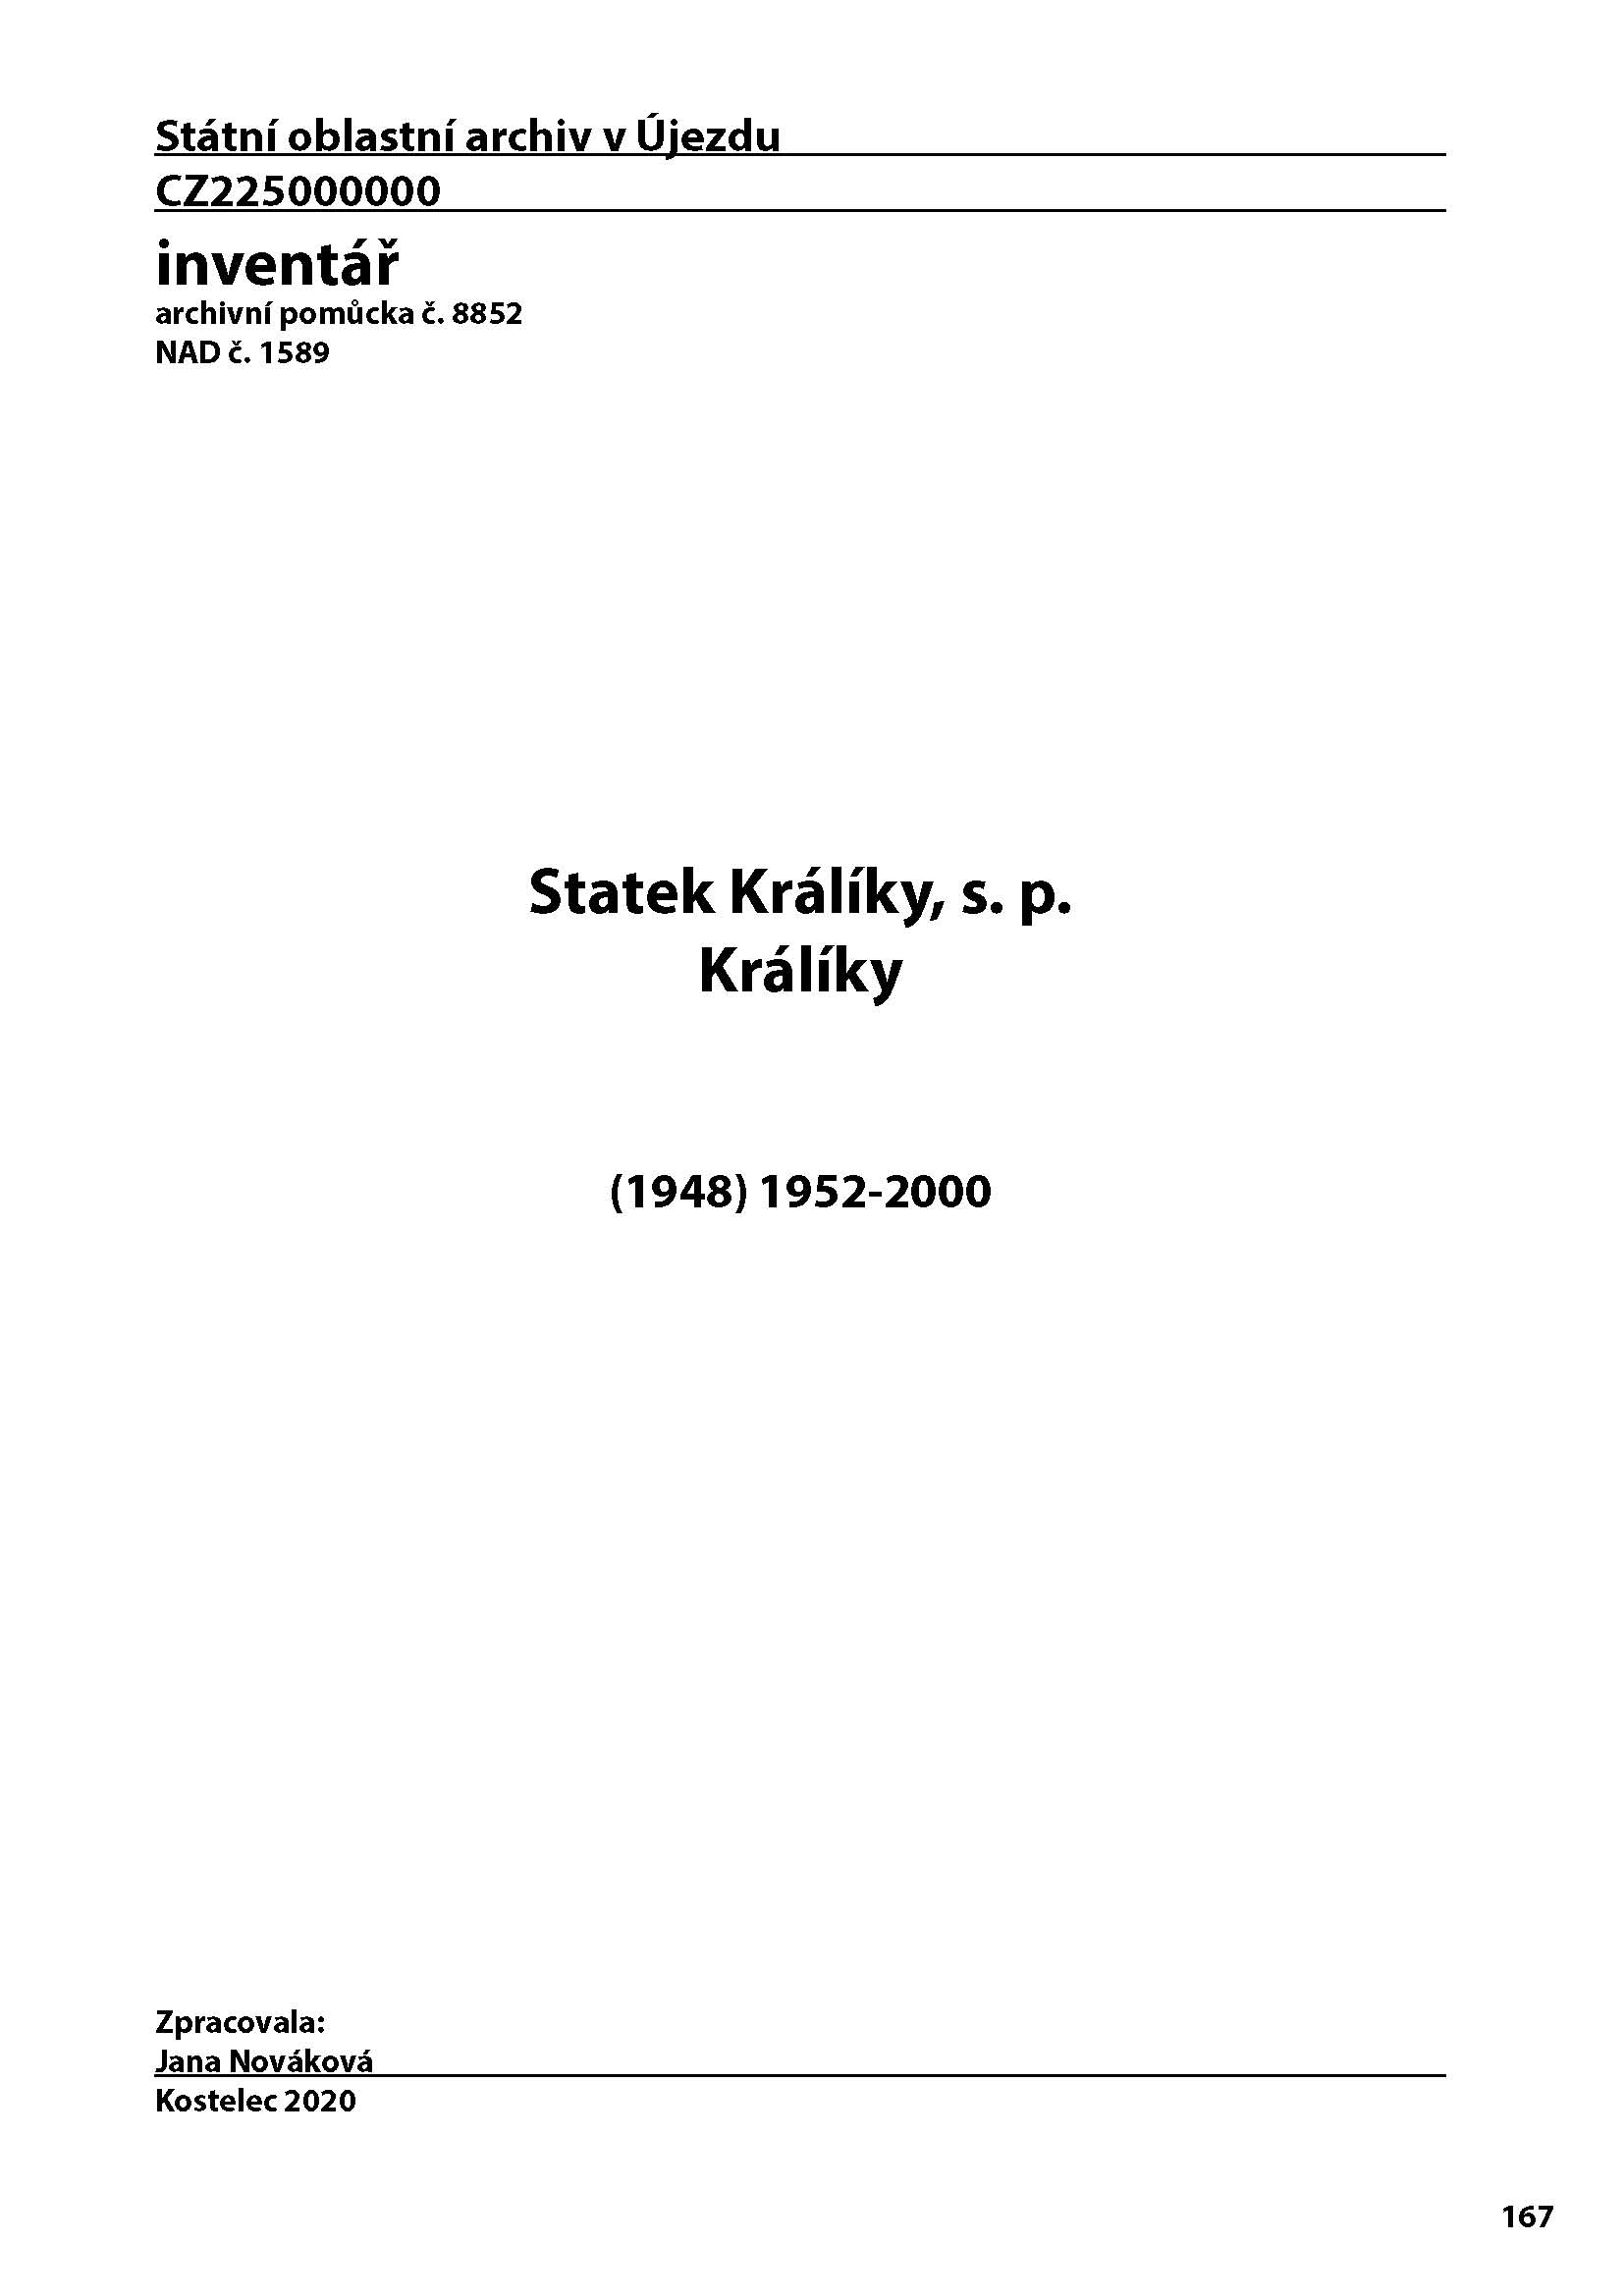 Státní oblastní archiv v Újezdu
CZ225000000
inventář
archivní pomůcka č. 8852
NAD č. 1589
Statek Králíky, s. p.
Králíky
(1948) 1952-2000
Zpracovala:
Jana Nováková
Kostelec 2020
167